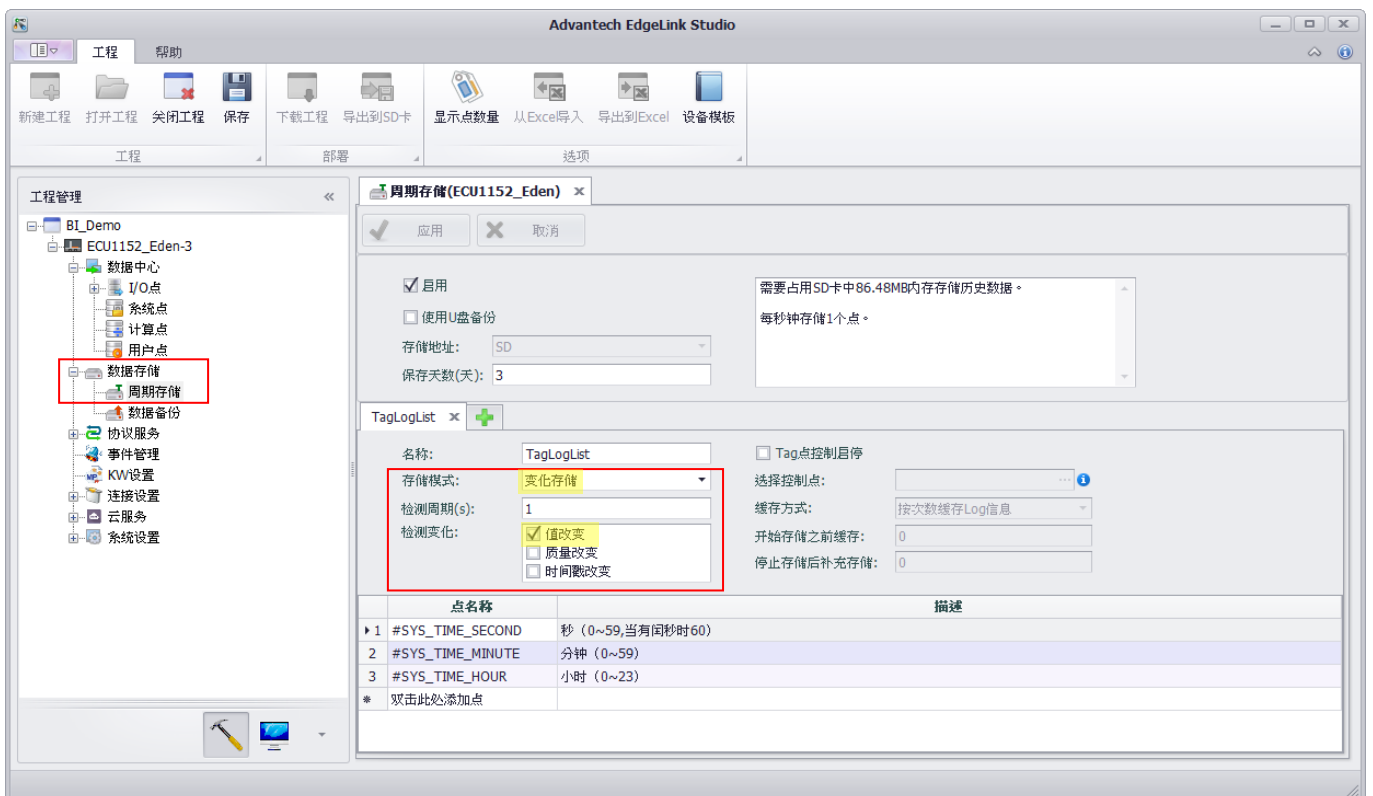 Advantech EdgeLink Studio
工程 帮助
新建工程 打开工程 关闭工程 保存 下载工程 导出到SD卡 显示点数量 从Excel导入 导出到Excel 设备模板
工程 部署 选项
工程管理
BI_Demo
ECU1152_Eden-3
数据中心
I/O点
系统点
计算点
用户点
数据存储
周期存储
数据备份
协议服务
事件管理
KW设置
连接设置
云服务
系统设置
周期存储(ECU1152_Eden)
应用 取消
启用
使用U盘备份
存储地址: SD
保存天数(天): 3
需要占用SD卡中86.48MB内存存储历史数据。
每秒钟存储1个点。
TagLogList
名称: TagLogList
存储模式: 变化存储
检测周期(s): 1
检测变化: 值改变
质量改变
时间戳改变
Tag点控制启停
选择控制点:
缓存方式: 按次数缓存Log信息
开始存储之前缓存: 0
停止存储后补充存储: 0
点名称 描述
1 #SYS_TIME_SECOND 秒（0~59,当有闰秒时60）
2 #SYS_TIME_MINUTE 分钟（0~59）
3 #SYS_TIME_HOUR 小时（0~23）
* 双击此处添加点